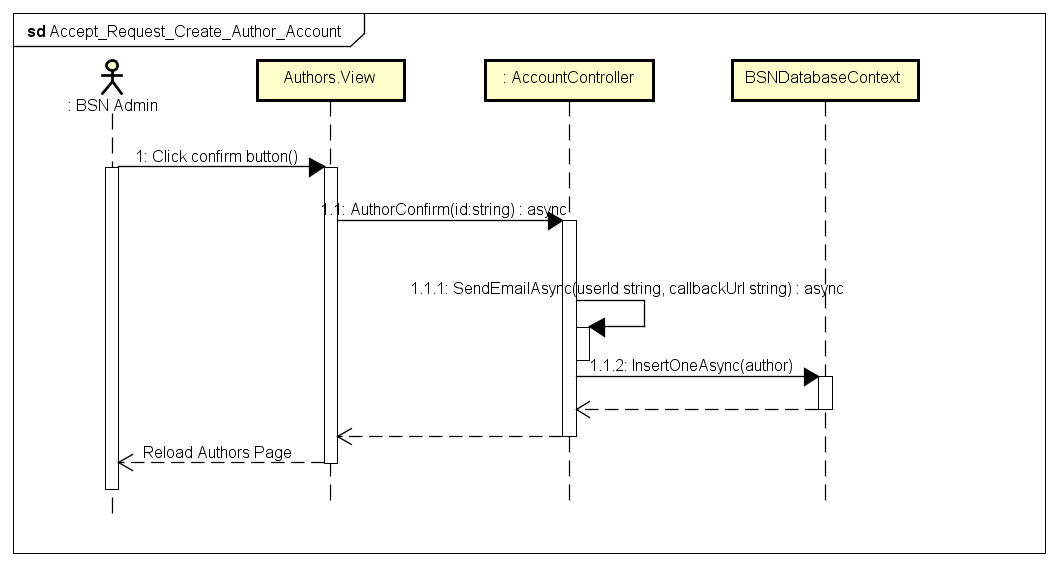 sd Accept_Request_Create_Author_Account
: BSN Admin
Authors.View
: AccountController
BSNDatabaseContext
1: Click confirm button()
1.1: AuthorConfirm(id:string) : async
1.1.1: SendEmailAsync(userId string, callbackUrl string) : async
1.1.2: InsertOneAsync(author)
Reload Authors Page